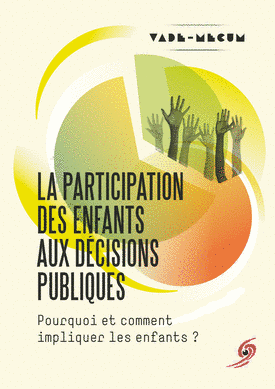 VADE-MECUM
LA PARTICIPATION
DES ENFANTS
AUX DÉCISIONS
PUBLIQUES
Pourquoi et comment
impliquer les enfants ?